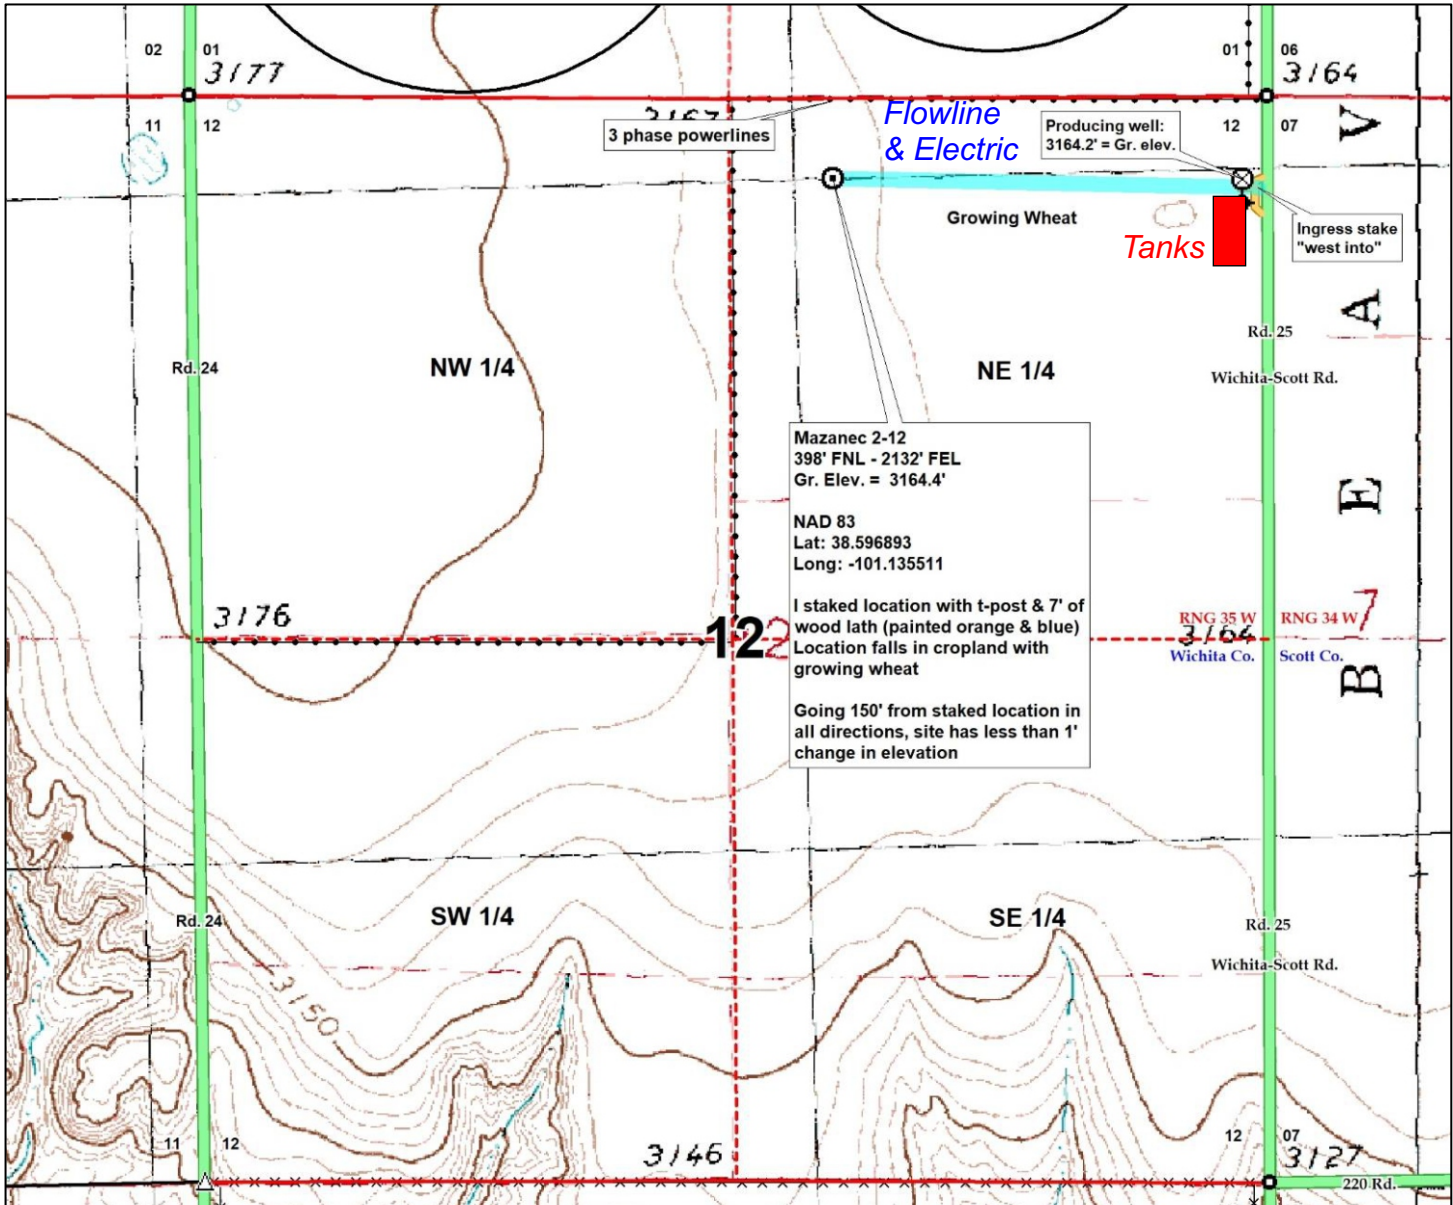 02
01
3177
01
06
3164
11
12
3 phase powerlines
Flowline
& Electric
Producing well:
3164.2' = Gr. elev.
12
07
V
Growing Wheat
Tanks
Ingress stake
"west into"
A
Rd. 25
Wichita-Scott Rd.
Rd. 24
NW 1/4
NE 1/4
Mazanec 2-12
398' FNL - 2132' FEL
Gr. Elev. = 3164.4'
NAD 83
Lat: 38.596893
Long: -101.135511
I staked location with t-post & 7' of
wood lath (painted orange & blue)
Location falls in cropland with
growing wheat
Going 150' from staked location in
all directions, site has less than 1'
change in elevation
E
3176
12
RNG 35 W
RNG 34 W
7
3164
Wichita Co.
Scott Co.
B
Rd. 24
SW 1/4
SE 1/4
Rd. 25
Wichita-Scott Rd.
3150
11
12
3146
12
07
3127
220 Rd.